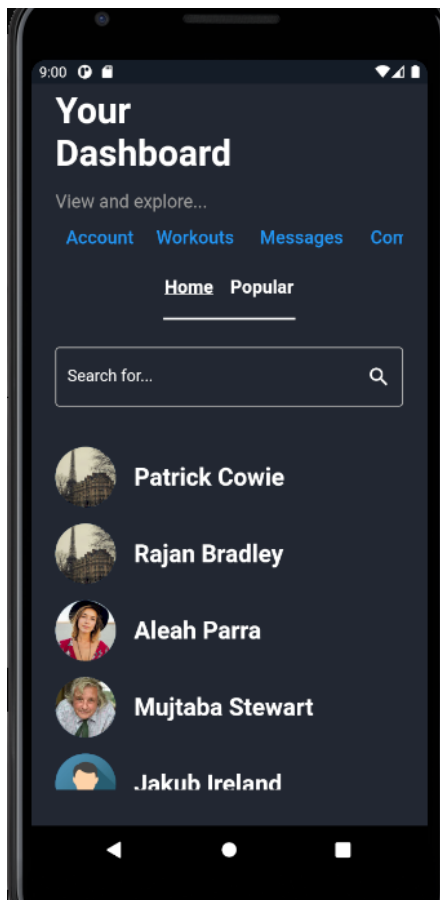 9:00
Your
Dashboard
View and explore...
Account Workouts Messages Com
Home Popular
Search for...
Patrick Cowie
Rajan Bradley
Aleah Parra
Mujtaba Stewart
Jakub Ireland